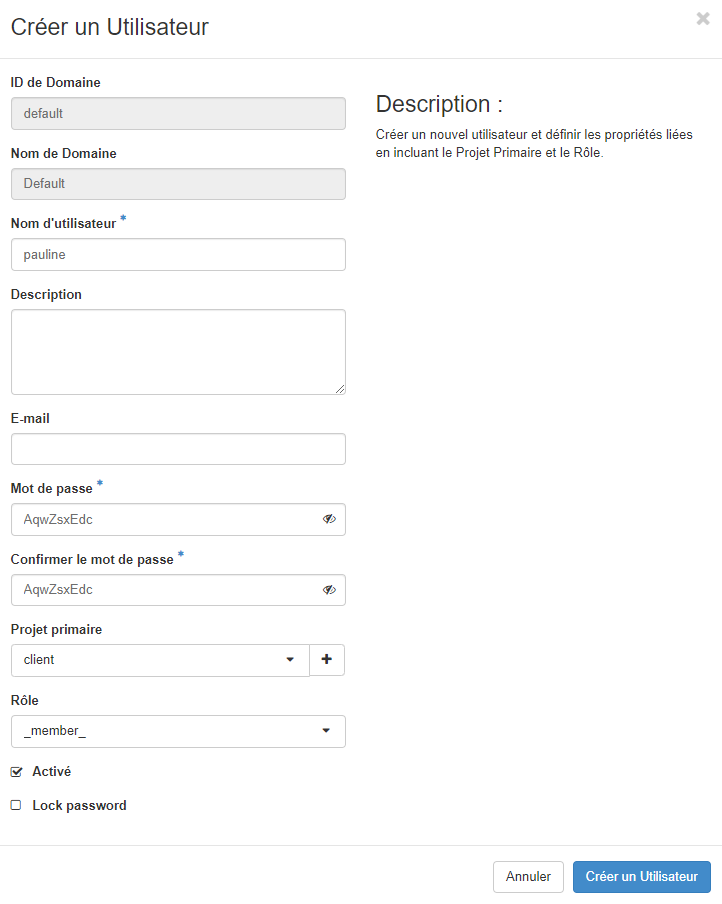 Créer un Utilisateur
ID de Domaine
default
Nom de Domaine
Default
Nom d'utilisateur *
pauline
Description
E-mail
Mot de passe *
AqwZsxEdc
Confirmer le mot de passe *
AqwZsxEdc
Projet primaire
client
Rôle
_member_
Activé
Lock password
Description :
Créer un nouvel utilisateur et définir les propriétés liées
en incluant le Projet Primaire et le Rôle.
Annuler
Créer un Utilisateur